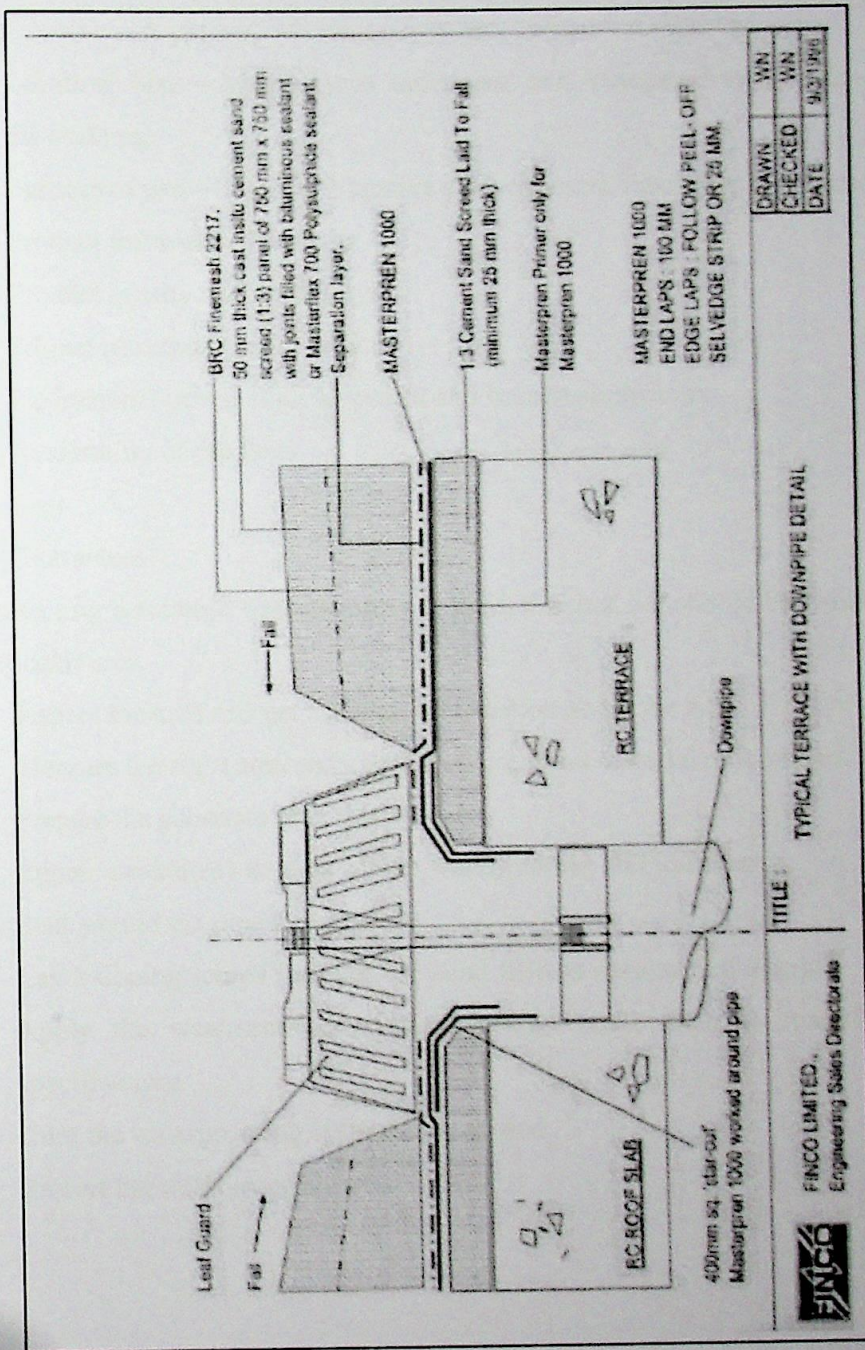 BRC Finemesh 2217.
50 mm thick cast insitu cement sand
screed (1:3) panel of 750 mm x 750 mm
with joints filled with bituminous sealant
or Masterflex 700 Polysulphide sealant.
Separation layer.
MASTERPREN 1000
1:3 Cement Sand Screed Laid To Fall
(minimum 25 mm thick)
Masterpren Primer only for
Masterpren 1000
MASTERPREN 1000
END LAPS : 100 MM
EDGE LAPS : FOLLOW PEEL-OFF
SELVEDGE STRIP OR 25 MM.
Leaf Guard
Fall
Fall
RC ROOF SLAB
RC TERRACE
Downpipe
400mm sq. 'star-cut'
Masterpren 1000 worked around pipe
FINCO
FINCO LIMITED.,
Engineering Sales Directorate
TITLE :
TYPICAL TERRACE WITH DOWNPIPE DETAIL
DRAWN WN
CHECKED WN
DATE 9/3/1996